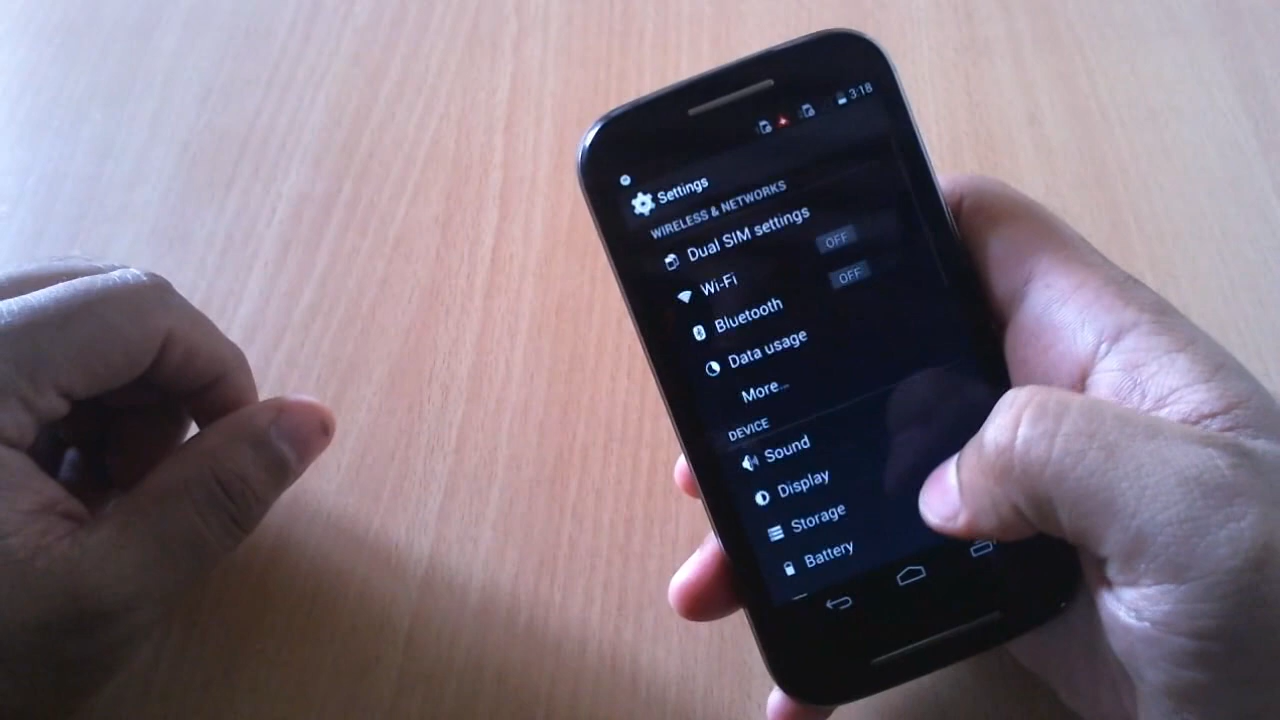 3:18
Settings
WIRELESS & NETWORKS
Dual SIM settings
Wi-Fi OFF
Bluetooth OFF
Data usage
More...
DEVICE
Sound
Display
Storage
Battery